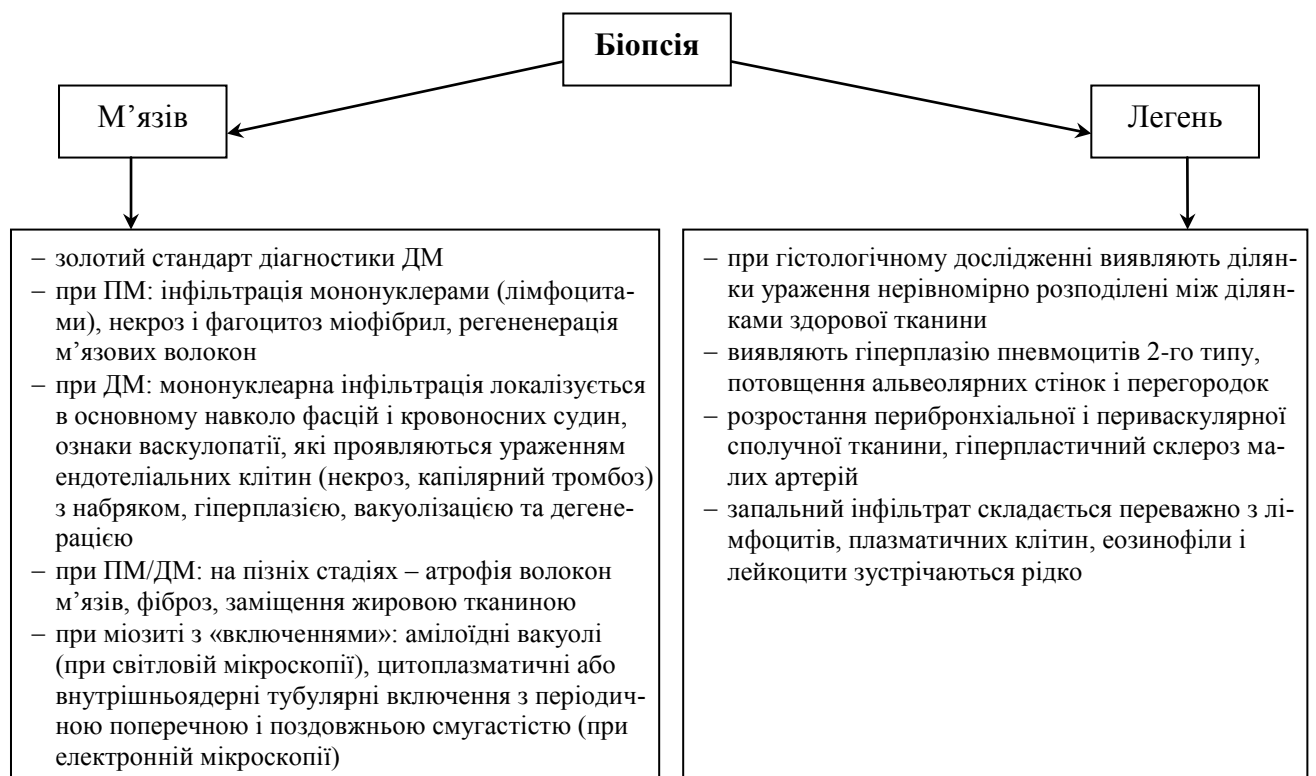 Біопсія
М’язів
Легень
– золотий стандарт діагностики ДМ
– при ПМ: інфільтрація мононуклерами (лімфоцита-
ми), некроз і фагоцитоз міофібрил, регененерація
м’язових волокон
– при ДМ: мононуклеарна інфільтрація локалізується
в основному навколо фасцій і кровоносних судин,
ознаки васкулопатії, які проявляються ураженням
ендотеліальних клітин (некроз, капілярний тромбоз)
з набряком, гіперплазією, вакуолізацією та дегене-
рацією
– при ПМ/ДМ: на пізніх стадіях – атрофія волокон
м’язів, фіброз, заміщення жировою тканиною
– при міозиті з «включеннями»: амілоїдні вакуолі
(при світловій мікроскопії), цитоплазматичні або
внутрішньоядерні тубулярні включення з періодич-
ною поперечною і поздовжньою смугастістю (при
електронній мікроскопії)
– при гістологічному дослідженні виявляють ділян-
ки ураження нерівномірно розподілені між ділян-
ками здорової тканини
– виявляють гіперплазію пневмоцитів 2-го типу,
потовщення альвеолярних стінок і перегородок
– розростання перибронхіальної і периваскулярної
сполучної тканини, гіперпластичний склероз ма-
лих артерій
– запальний інфільтрат складається переважно з лі-
мфоцитів, плазматичних клітин, еозинофіли і
лейкоцити зустрічаються рідко